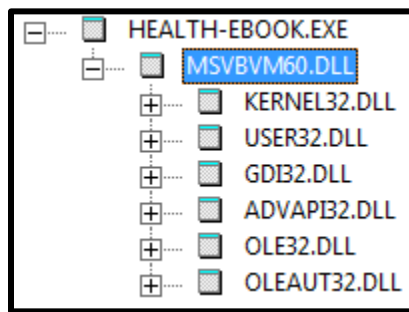 HEALTH-EBOOK.EXE
MSVBVM60.DLL
KERNEL32.DLL
USER32.DLL
GDI32.DLL
ADVAPI32.DLL
OLE32.DLL
OLEAUT32.DLL